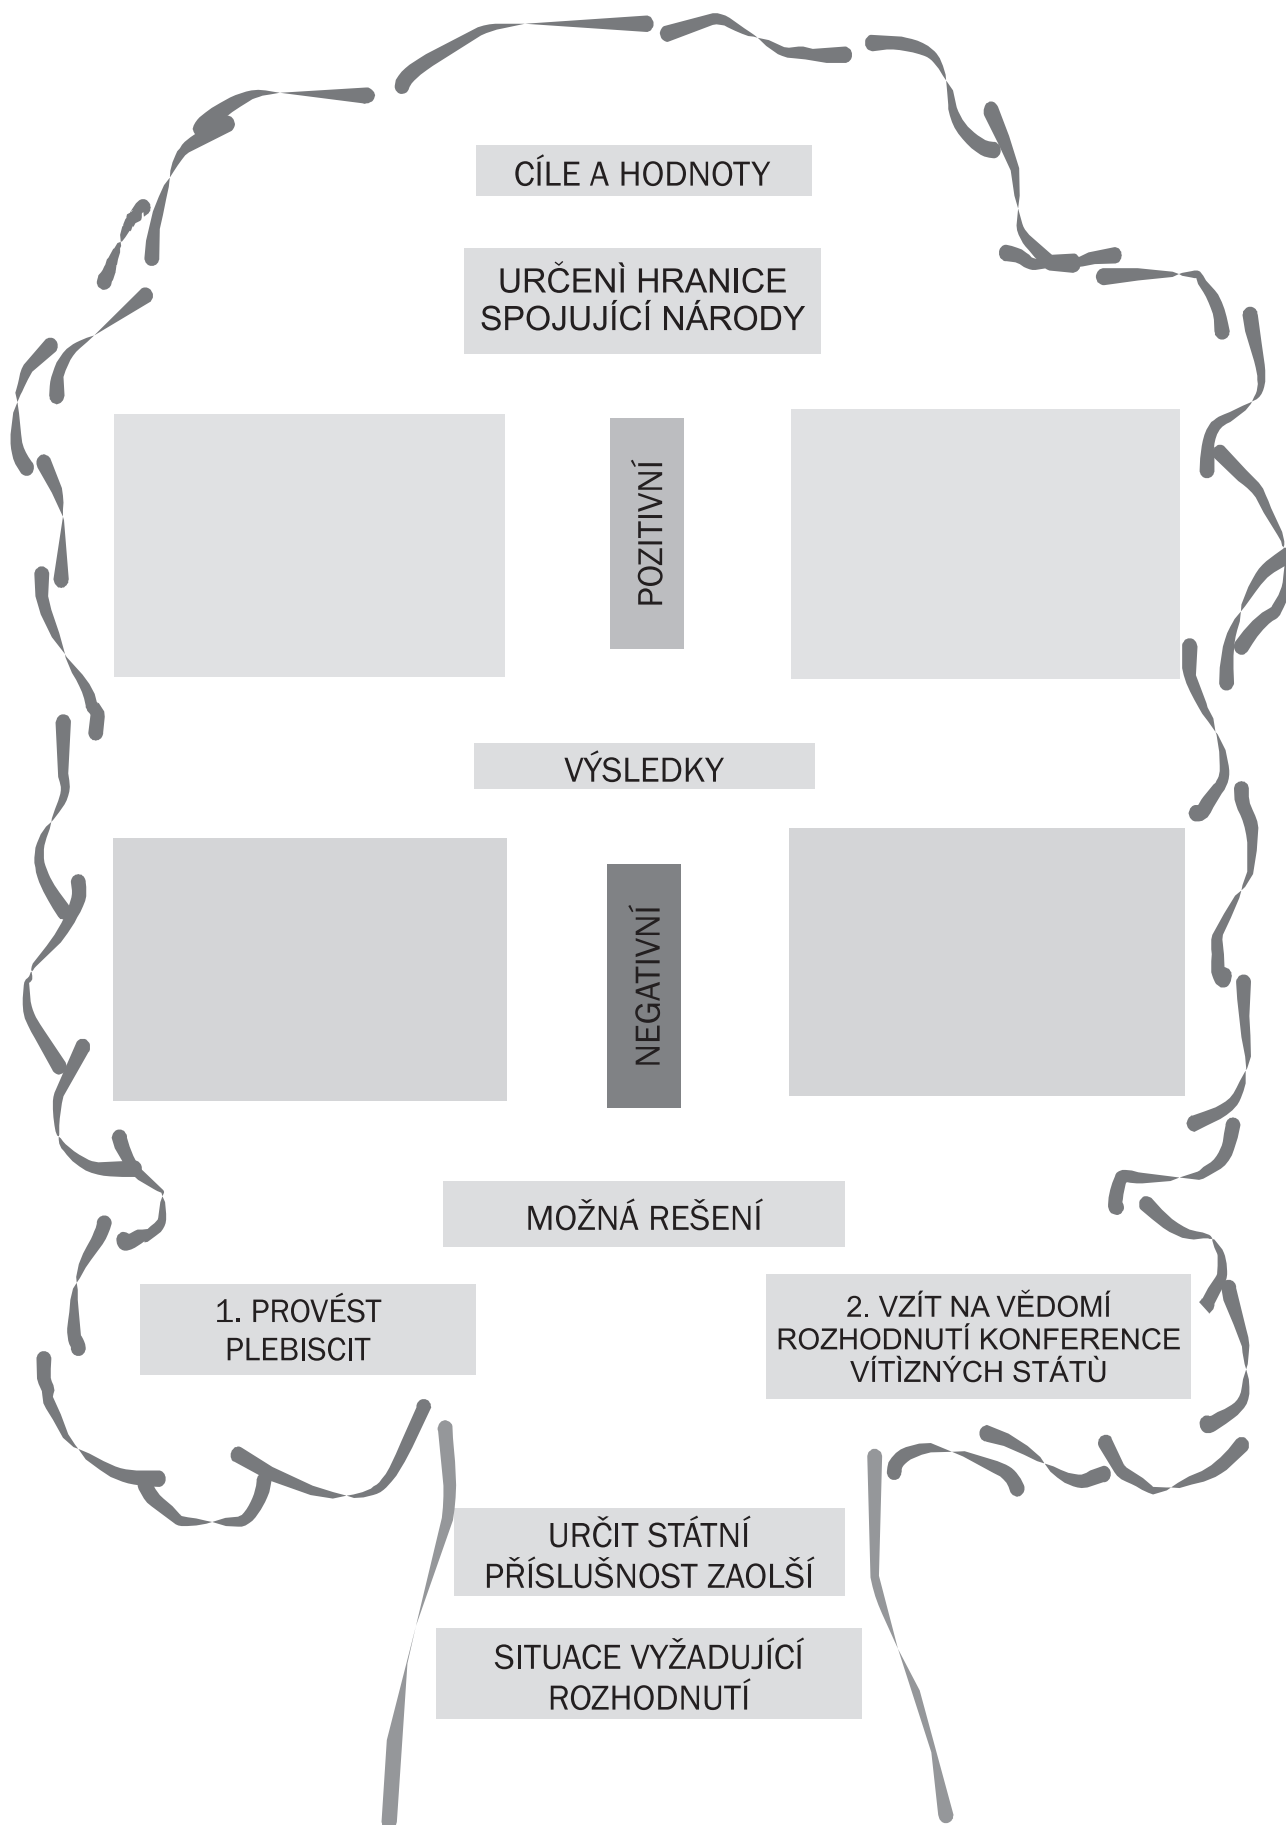 CÍLE A HODNOTY
URČENÌ HRANICE
SPOJUJÍCÍ NÁRODY
POZITIVNÍ
VÝSLEDKY
NEGATIVNÍ
MOŽNÁ REŠENÍ
1. PROVÉST
PLEBISCIT
2. VZÍT NA VĚDOMÍ
ROZHODNUTÍ KONFERENCE
VÍTÌZNÝCH STÁTÙ
URČIT STÁTNÍ
PŘÍSLUŠNOST ZAOLŠÍ
SITUACE VYŽADUJÍCÍ
ROZHODNUTÍ